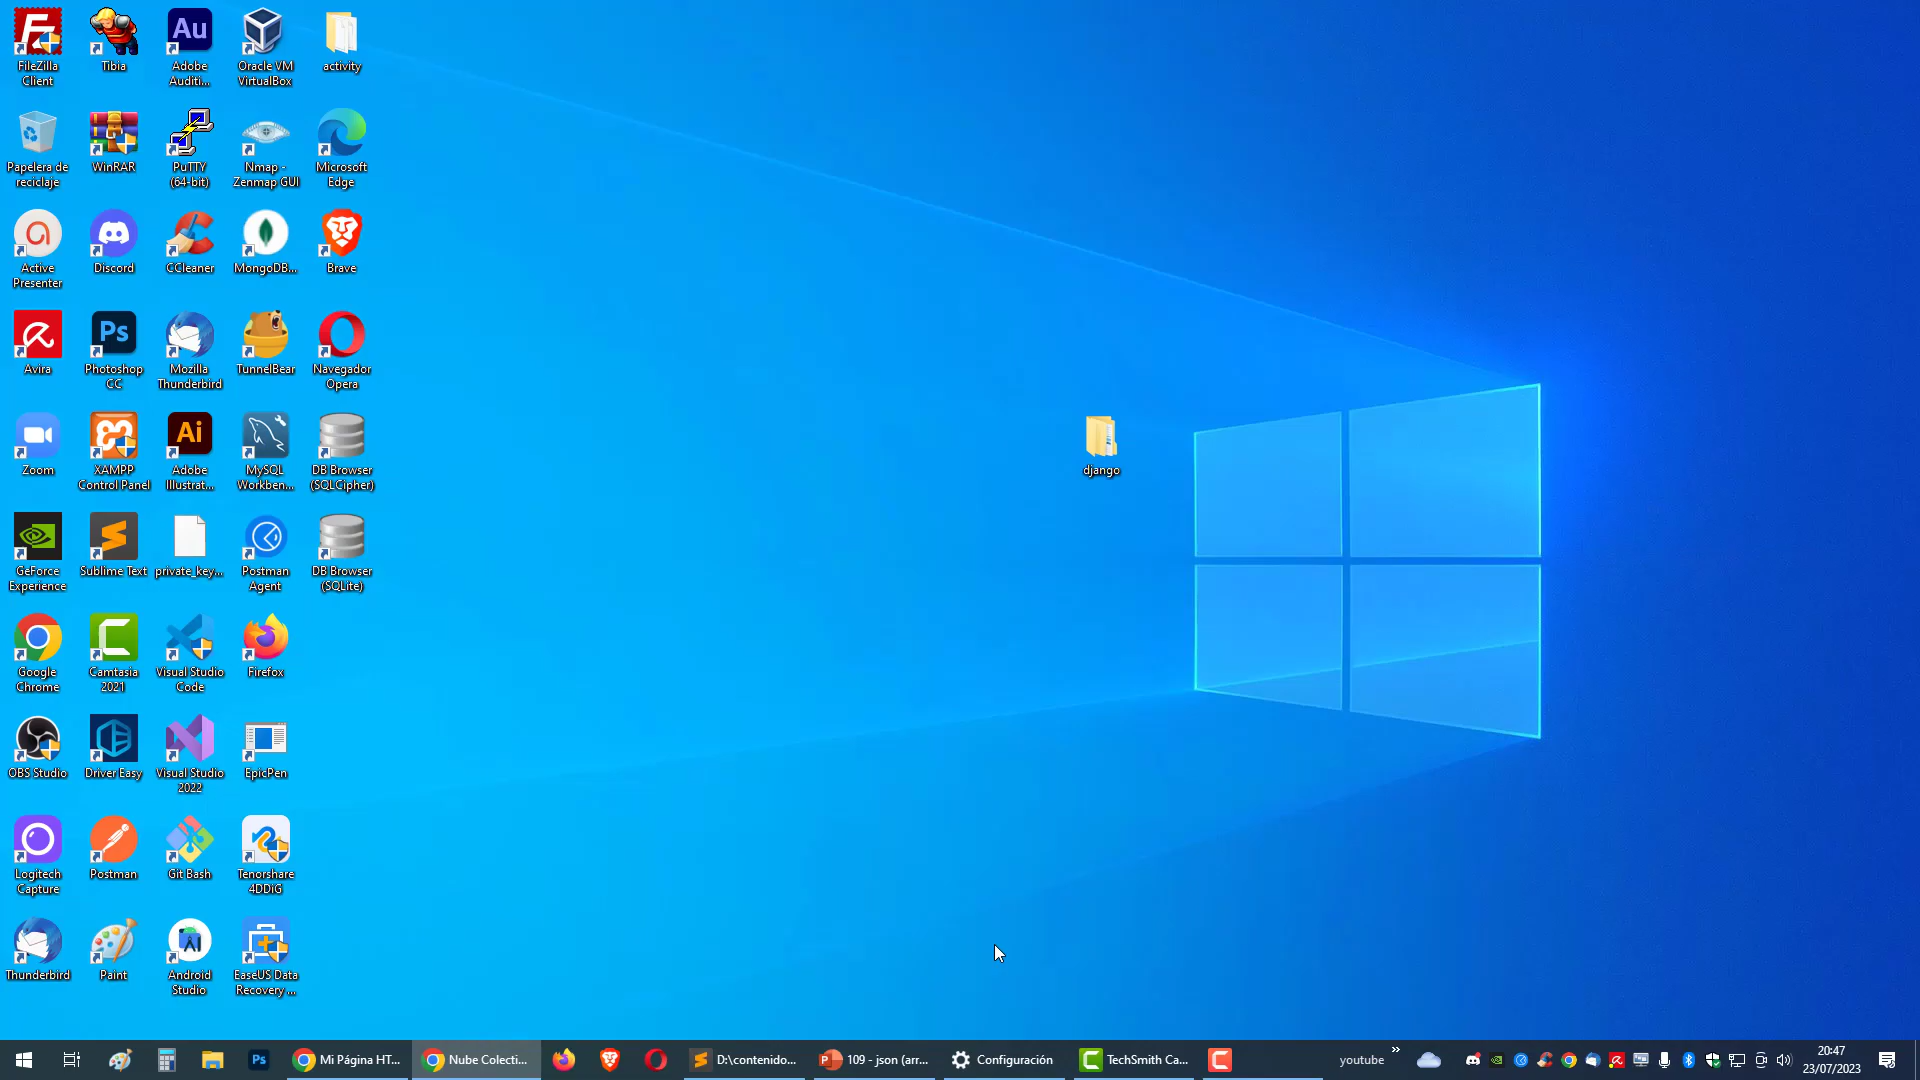 FileZilla
Client
Tibia
Au
Adobe
Auditi...
Oracle VM
VirtualBox
activity
Papelera de
reciclaje
WinRAR
PuTTY
(64-bit)
Nmap -
Zenmap GUI
Microsoft
Edge
Active
Presenter
Discord
CCleaner
MongoDB...
Brave
Avira
Ps
Photoshop
CC
Mozilla
Thunderbird
TunnelBear
Navegador
Opera
Zoom
XAMPP
Control Panel
Ai
Adobe
Illustrat...
MySQL
Workben...
DB Browser
(SQLCipher)
django
GeForce
Experience
Sublime Text
private_key...
Postman
Agent
DB Browser
(SQLite)
Google
Chrome
Camtasia
2021
Visual Studio
Code
Firefox
OBS Studio
Driver Easy
Visual Studio
2022
EpicPen
Logitech
Capture
Postman
Git Bash
Tenorshare
4DDiG
Thunderbird
Paint
Android
Studio
EaseUS Data
Recovery ...
Ps
Mi Página HT...
Nube Colecti...
D:\contenido...
109 - json (arr...
Configuración
TechSmith Ca...
youtube
»
20:47
23/07/2023